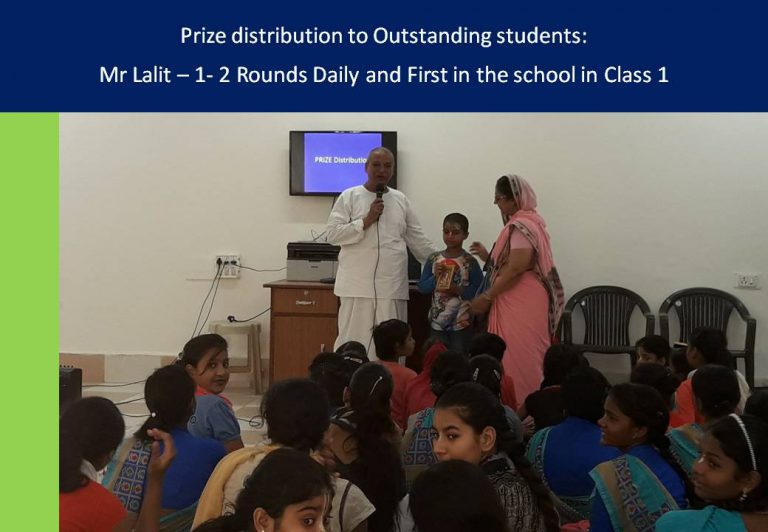 Prize distribution to Outstanding students:
Mr Lalit – 1- 2 Rounds Daily and First in the school in Class 1
PRIZE Distribution